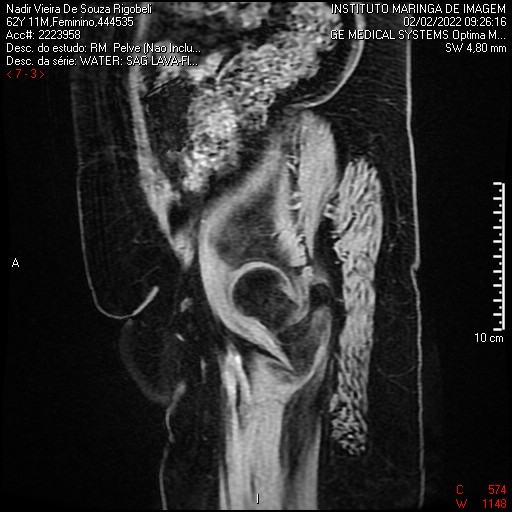 Nadir Vieira De Souza Rigobeli
62Y 11M,Feminino,444535
Acc#: 2223958
Desc. do estudo: RM Pelve (Nao Inclu...
Desc. da série: WATER: SAG LAVA-Fl...
< 7 - 3 >
INSTITUTO MARINGA DE IMAGEM
02/02/2022 09:26:16
GE MEDICAL SYSTEMS Optima M...
SW 4,80 mm
A
10 cm
I
C 574
W 1148